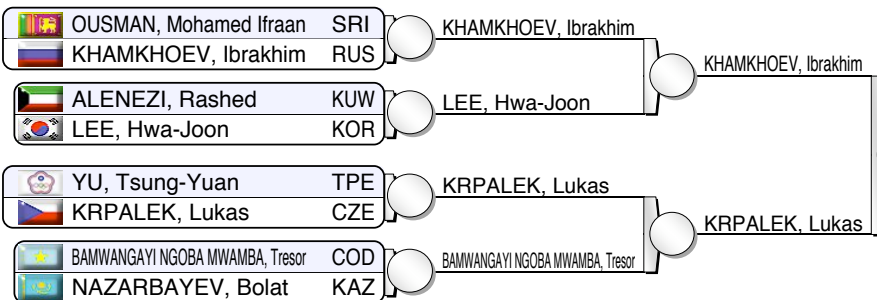 OUSMAN, Mohamed Ifraan SRI
KHAMKHOEV, Ibrakhim RUS
KHAMKHOEV, Ibrakhim
ALENEZI, Rashed KUW
LEE, Hwa-Joon KOR
LEE, Hwa-Joon
KHAMKHOEV, Ibrakhim
YU, Tsung-Yuan TPE
KRPALEK, Lukas CZE
KRPALEK, Lukas
BAMWANGAYI NGOBA MWAMBA, Tresor COD
NAZARBAYEV, Bolat KAZ
BAMWANGAYI NGOBA MWAMBA, Tresor
KRPALEK, Lukas